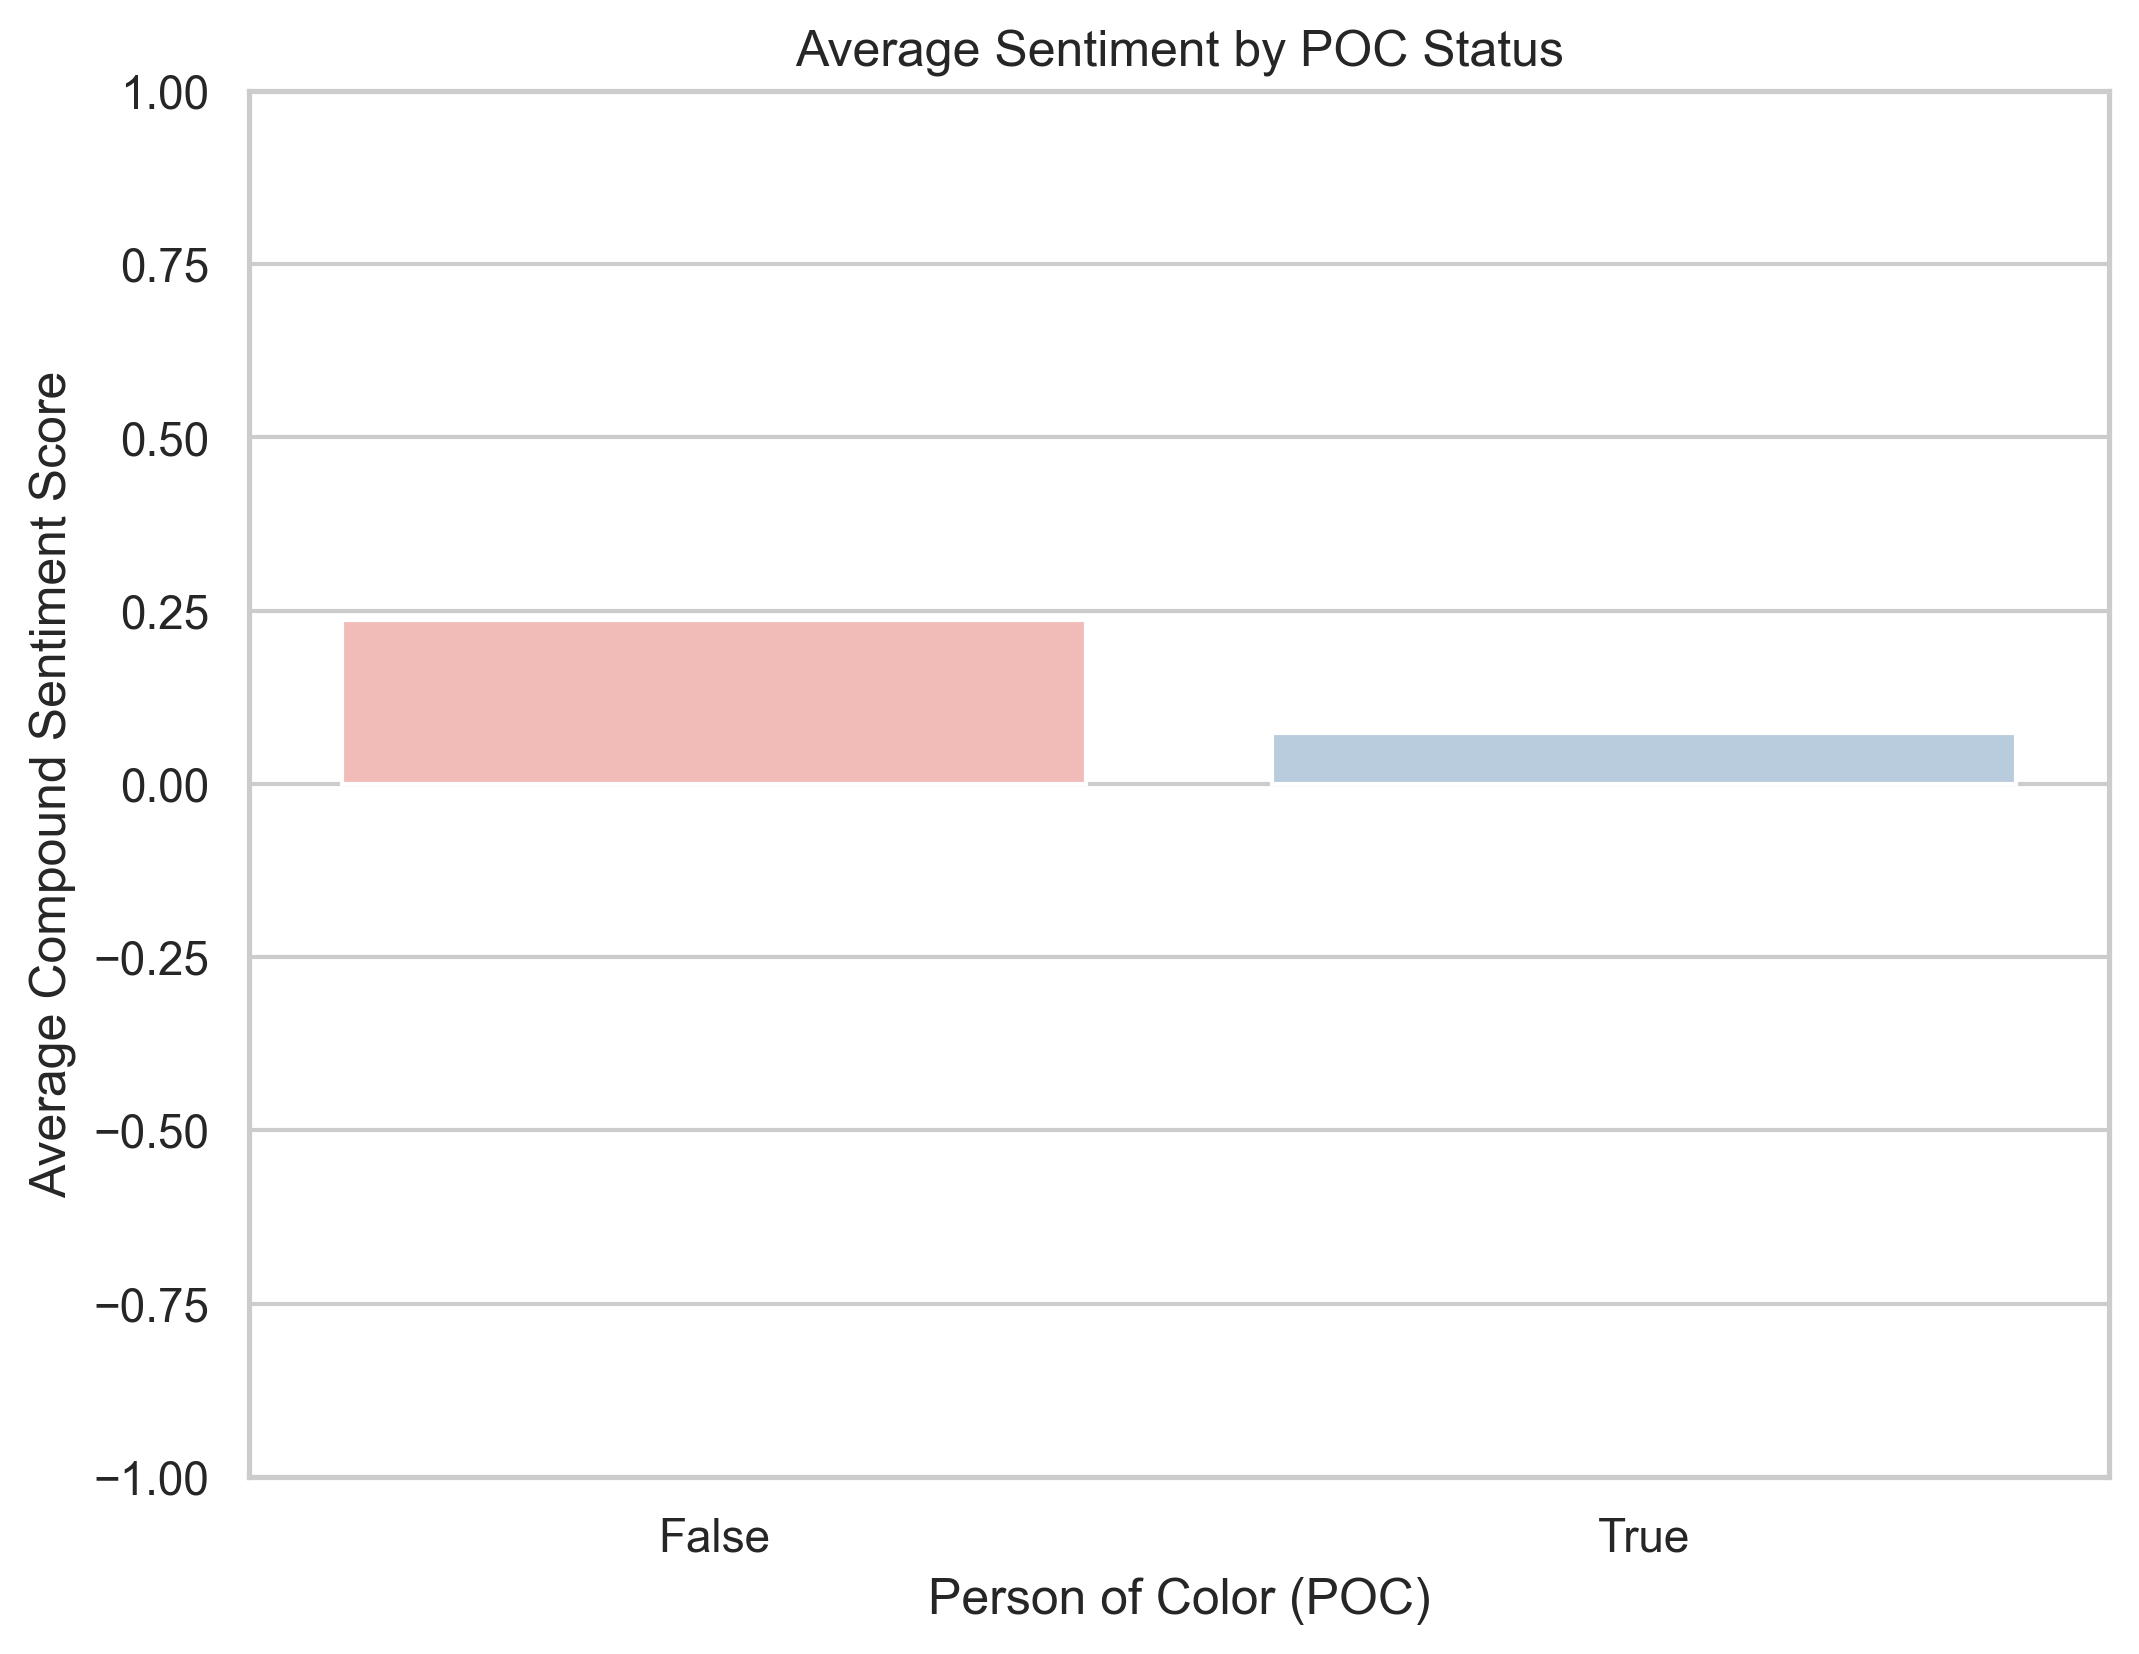 Average Sentiment by POC Status
Average Compound Sentiment Score
1.00
0.75
0.50
0.25
0.00
−0.25
−0.50
−0.75
−1.00
False
True
Person of Color (POC)